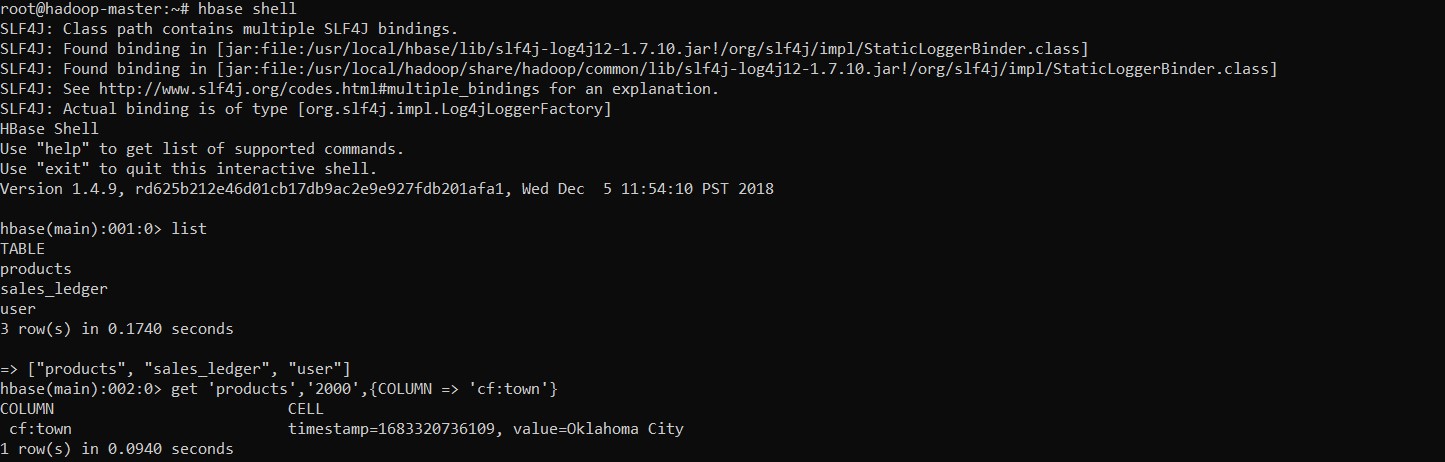 root@hadoop-master:~# hbase shell
SLF4J: Class path contains multiple SLF4J bindings.
SLF4J: Found binding in [jar:file:/usr/local/hbase/lib/slf4j-log4j12-1.7.10.jar!/org/slf4j/impl/StaticLoggerBinder.class]
SLF4J: Found binding in [jar:file:/usr/local/hadoop/share/hadoop/common/lib/slf4j-log4j12-1.7.10.jar!/org/slf4j/impl/StaticLoggerBinder.class]
SLF4J: See http://www.slf4j.org/codes.html#multiple_bindings for an explanation.
SLF4J: Actual binding is of type [org.slf4j.impl.Log4jLoggerFactory]
HBase Shell
Use "help" to get list of supported commands.
Use "exit" to quit this interactive shell.
Version 1.4.9, rd625b212e46d01cb17db9ac2e9e927fdb201afa1, Wed Dec  5 11:54:10 PST 2018

hbase(main):001:0> list
TABLE
products
sales_ledger
user
3 row(s) in 0.1740 seconds

=> ["products", "sales_ledger", "user"]
hbase(main):002:0> get 'products','2000',{COLUMN => 'cf:town'}
COLUMN                          CELL
 cf:town                        timestamp=1683320736109, value=Oklahoma City
1 row(s) in 0.0940 seconds